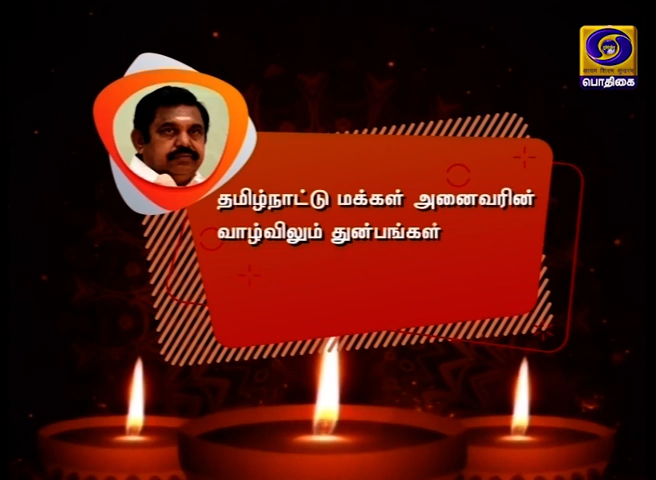 பொதிகை
தமிழ்நாட்டு மக்கள் அனைவரின்
வாழ்விலும் துன்பங்கள்